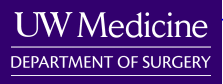 UW Medicine
DEPARTMENT OF SURGERY